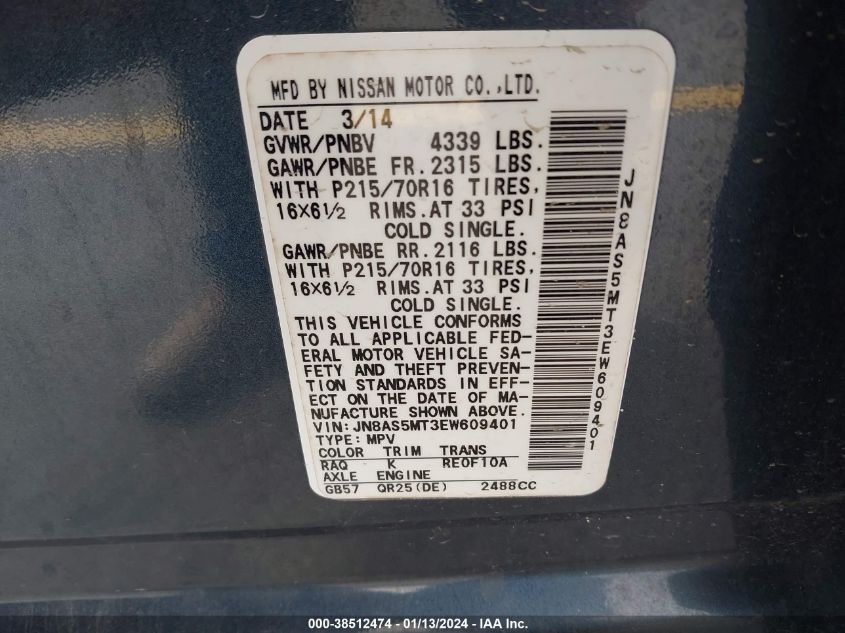 MFD BY NISSAN MOTOR CO.,LTD.
DATE 3/14
GVWR/PNBV 4339 LBS.
GAWR/PNBE FR. 2315 LBS.
WITH P215/70R16 TIRES,
16×6½ RIMS. AT 33 PSI
COLD SINGLE.
GAWR/PNBE RR. 2116 LBS.
WITH P215/70R16 TIRES,
16×6½ RIMS. AT 33 PSI
COLD SINGLE.
THIS VEHICLE CONFORMS
TO ALL APPLICABLE FED-
ERAL MOTOR VEHICLE SA-
FETY AND THEFT PREVEN-
TION STANDARDS IN EFF-
ECT ON THE DATE OF MA-
NUFACTURE SHOWN ABOVE.
VIN: JN8AS5MT3EW609401
TYPE: MPV
COLOR TRIM TRANS
RAQ K RE0F10A
AXLE ENGINE
GB57 QR25(DE) 2488CC
JN8AS5MT3EW609401
000-38512474 - 01/13/2024 - IAA Inc.